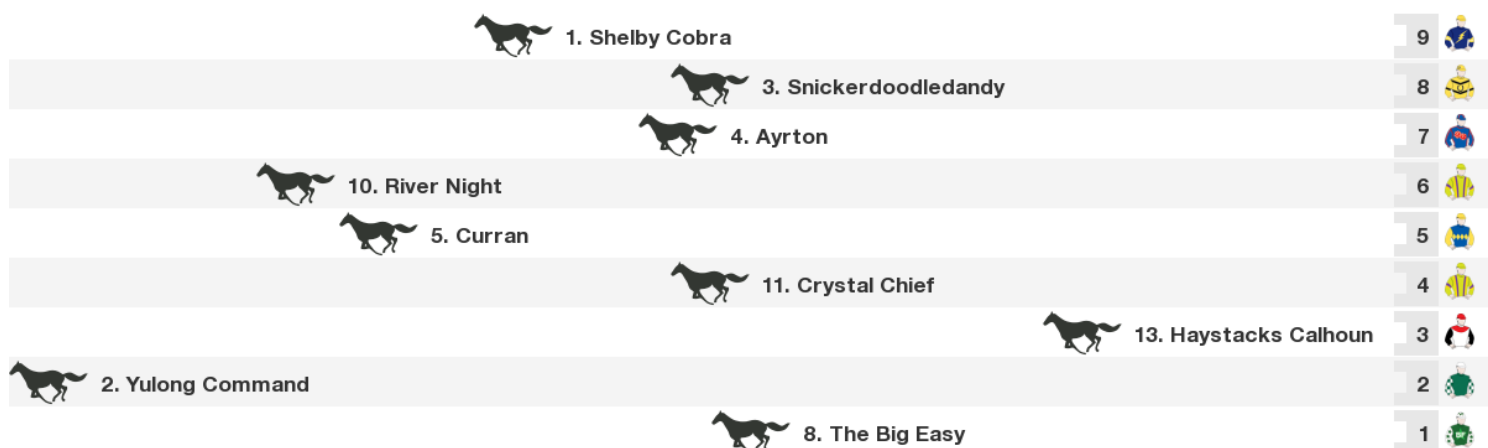 1. Shelby Cobra 9
3. Snickerdoodledandy 8
4. Ayrton 7
10. River Night 6
5. Curran 5
11. Crystal Chief 4
13. Haystacks Calhoun 3
2. Yulong Command 2
8. The Big Easy 1